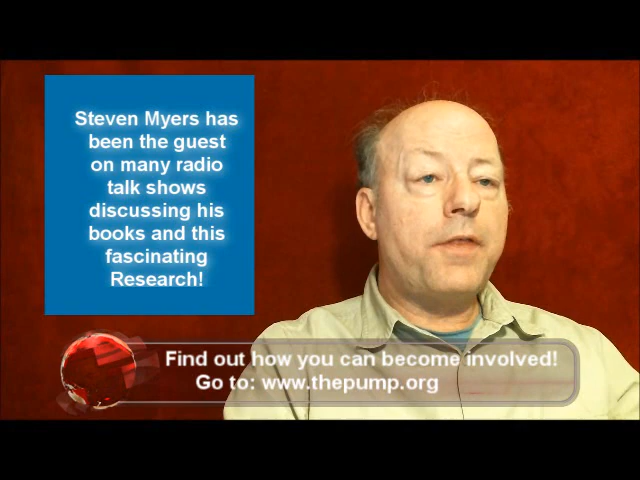 Steven Myers has
been the guest
on many radio
talk shows
discussing his
books and this
fascinating
Research!
Find out how you can become involved!
Go to: www.thepump.org